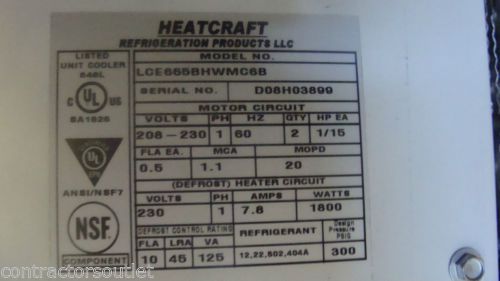 HEATCRAFT
REFRIGERATION PRODUCTS LLC
LISTED
UNIT COOLER
546L
C UL US
SA1826
UL
ANSI/NSF7
NSF
COMPONENT
MODEL NO.
LCE665BHWMC6B
SERIAL NO. D08H03899
MOTOR CIRCUIT
VOLTS PH HZ QTY HP EA
208-230 1 60 2 1/15
FLA EA. MCA MOPD
0.5 1.1 20
(DEFROST) HEATER CIRCUIT
VOLTS PH AMPS WATTS
230 1 7.8 1800
DEFROST CONTROL RATING REFRIGERANT Design Pressure PSIG
FLA LRA VA
10 45 125 12,22,502,404A 300
© contractorsoutlet